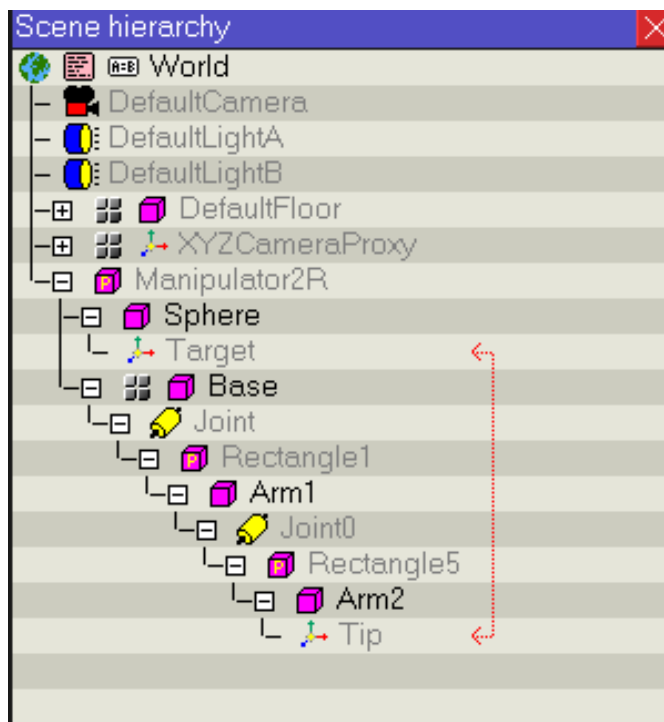 Scene hierarchy
World
DefaultCamera
DefaultLightA
DefaultLightB
DefaultFloor
XYZCameraProxy
Manipulator2R
Sphere
Target
Base
Joint
Rectangle1
Arm1
Joint0
Rectangle5
Arm2
Tip